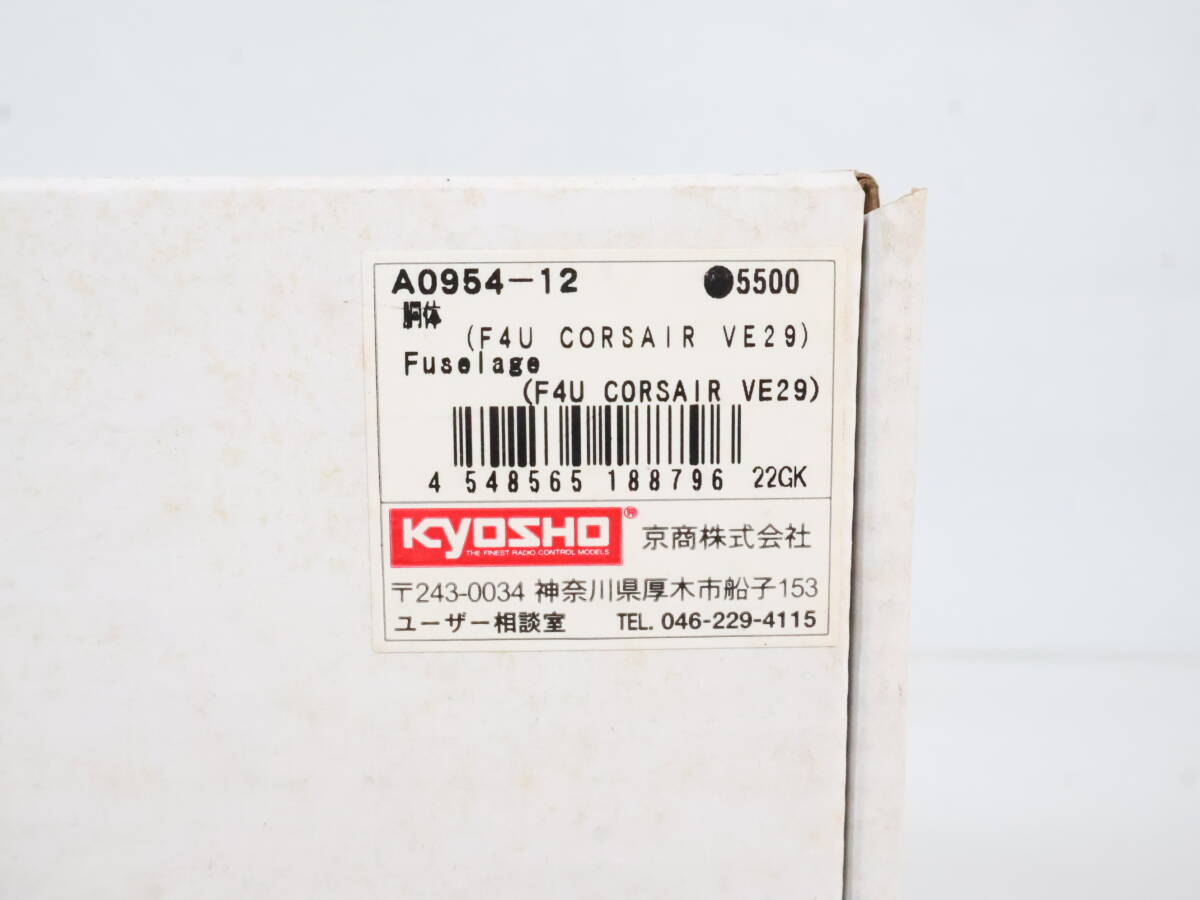 A0954-12 ●5500
胴体
(F4U CORSAIR VE29)
Fuselage
(F4U CORSAIR VE29)
4 548565 188796 22GK
KYOSHO® 京商株式会社
THE FINEST RADIO CONTROL MODELS
〒243-0034 神奈川県厚木市船子153
ユーザー相談室 TEL. 046-229-4115